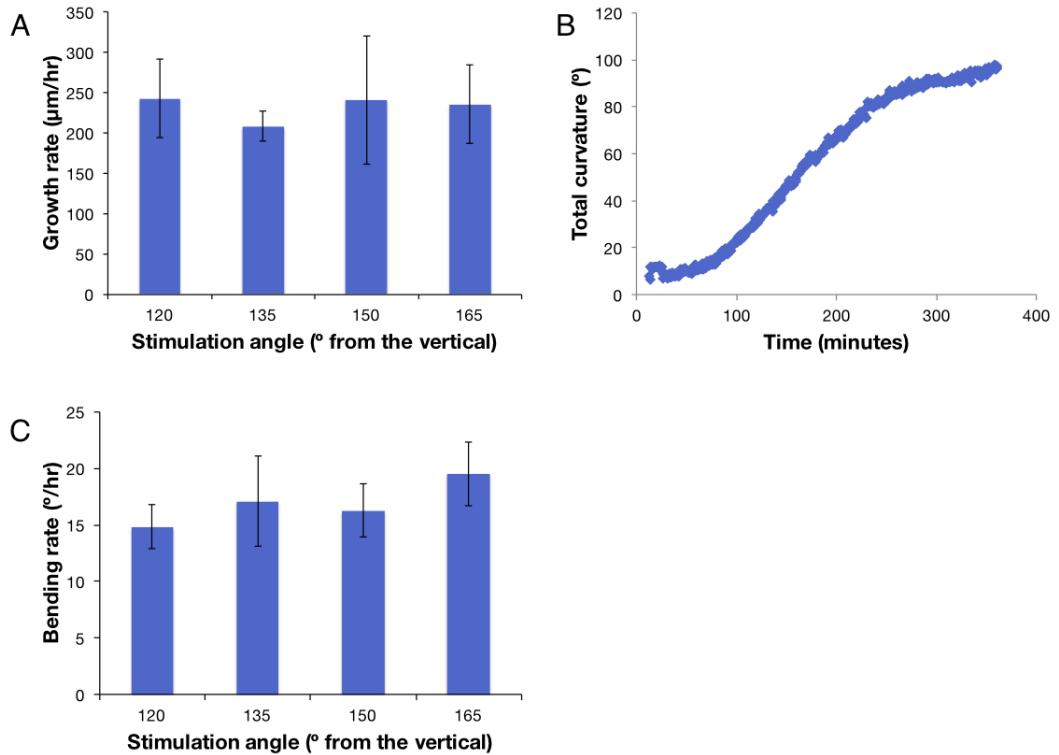 A
350
300
250
200
150
100
50
0
Growth rate (µm/hr)
120 135 150 165
Stimulation angle (º from the vertical)
B
120
100
80
60
40
20
0
Total curvature (º)
0 100 200 300 400
Time (minutes)
C
25
20
15
10
5
0
Bending rate (º/hr)
120 135 150 165
Stimulation angle (º from the vertical)